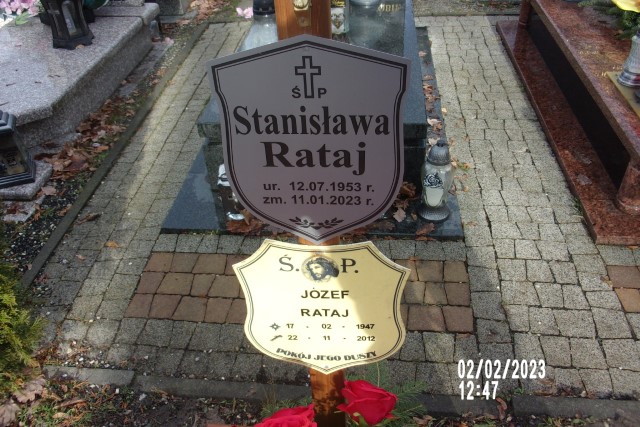 Ś P
Stanisława
Rataj
ur. 12.07.1953 r.
zm. 11.01.2023 r.
Ś. P.
JÓZEF
RATAJ
17 - 02 - 1947
22 - 11 - 2012
POKÓJ JEGO DUSZY
02/02/2023
12:47